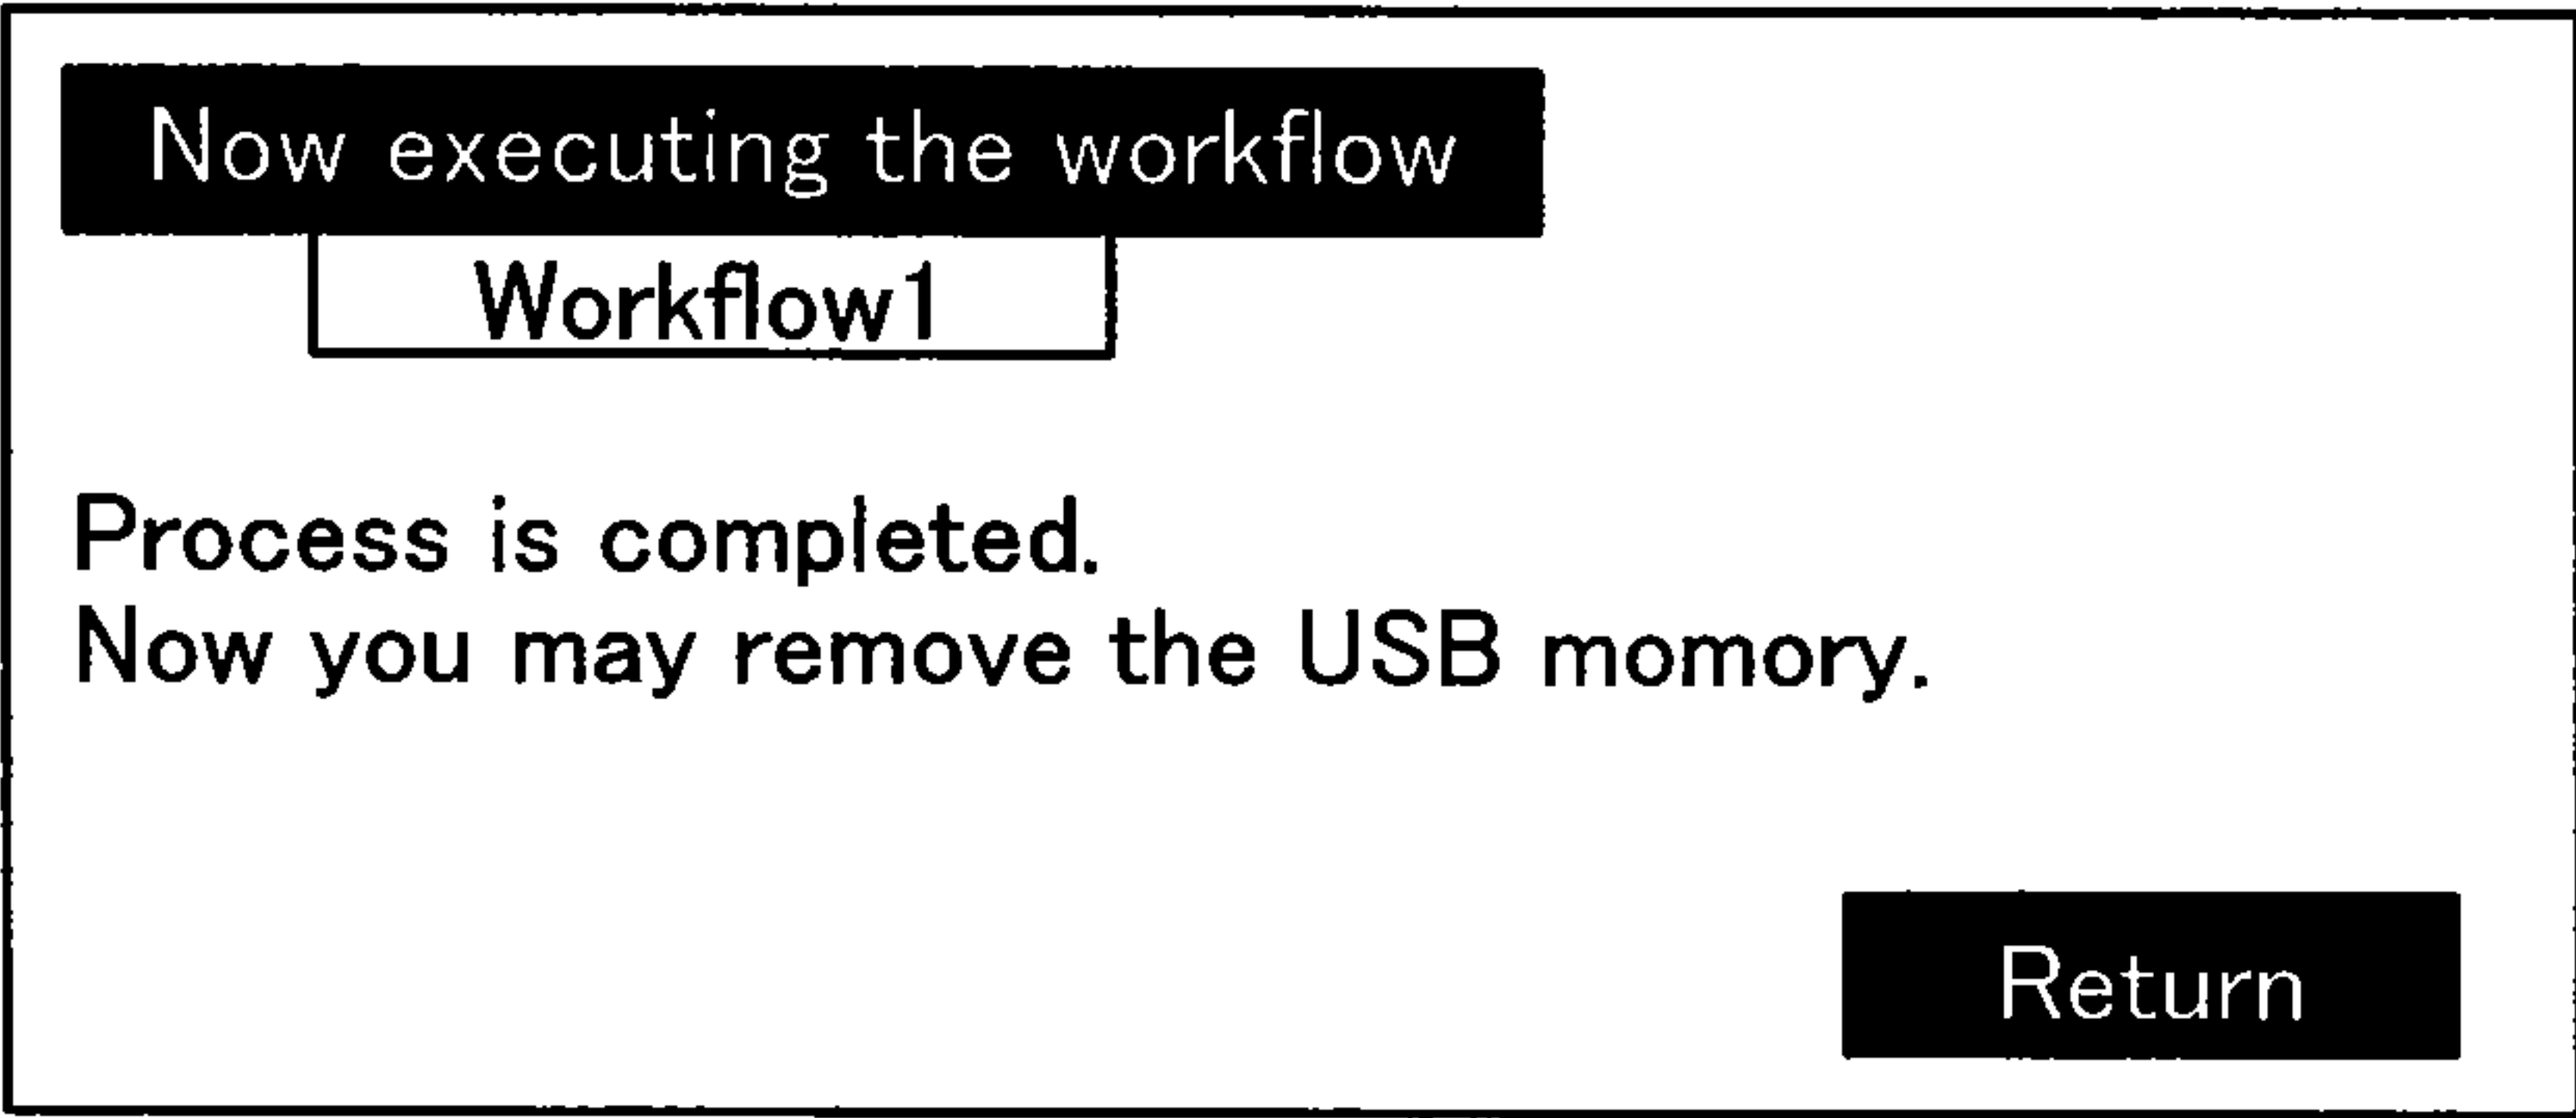 Now executing the workflow
Workflow1
Process is completed.
Now you may remove the USB momory.
Return